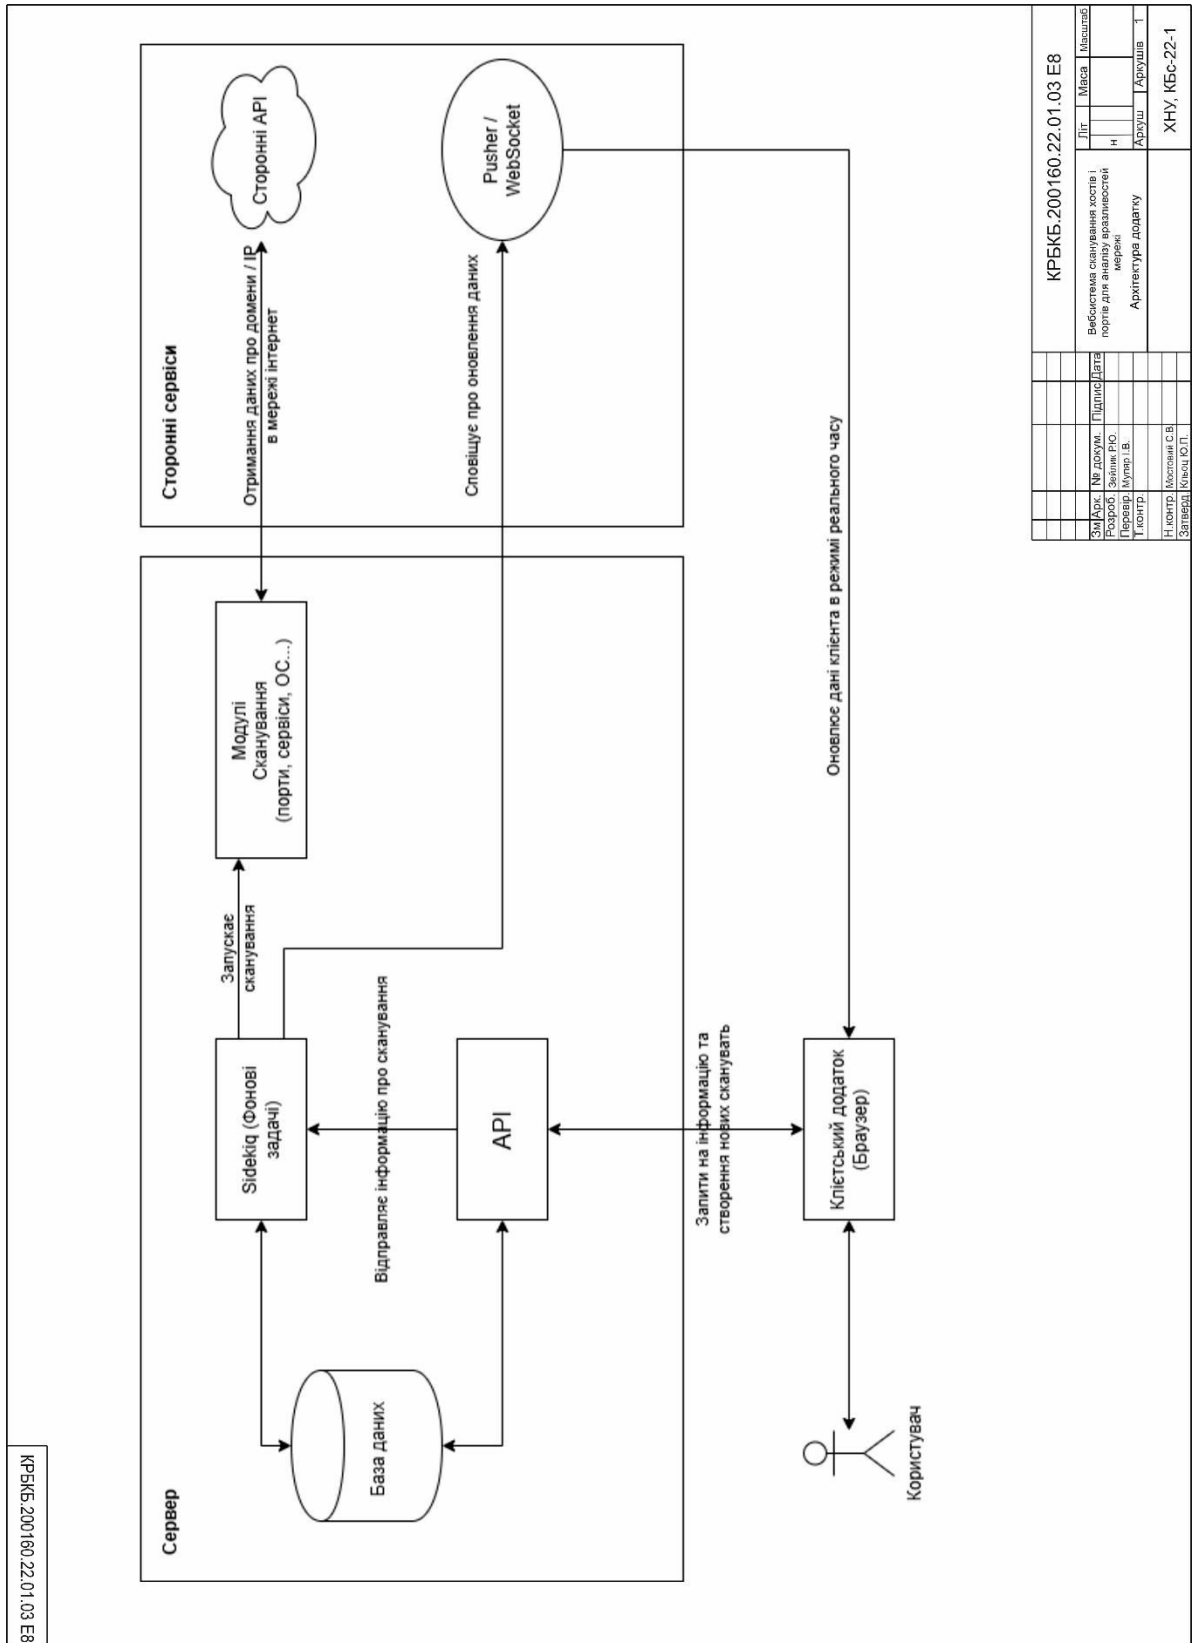 КРБКБ.200160.22.01.03 Е8
Сервер
База даних
Sidekiq (Фонові
задачі)
Запускає
сканування
Модулі
Сканування
(порти, сервіси, ОС...)
Відправляє інформацію про сканування
API
Сторонні сервіси
Сторонні API
Отримання даних про домени / IP
в мережі інтернет
Pusher /
WebSocket
Сповіщує про оновлення даних
Запити на інформацію та
створення нових сканувать
Оновлює дані клієнта в режимі реального часу
Клієтський додаток
(Браузер)
Користувач
КРБКБ.200160.22.01.03 Е8
Зм Арк. № докум. Підпис Дата
Розроб. Зейлик Р.Ю.
Перевір. Муляр І.В.
Т.контр.
Н.контр. Мостовий С.В.
Затверд. Кльоц Ю.П.
Вебсистема сканування хостів і
портів для аналізу вразливостей
мережі
Архітектура додатку
Літ Маса Масштаб
н
Аркуш Аркушів 1
ХНУ, КБс-22-1